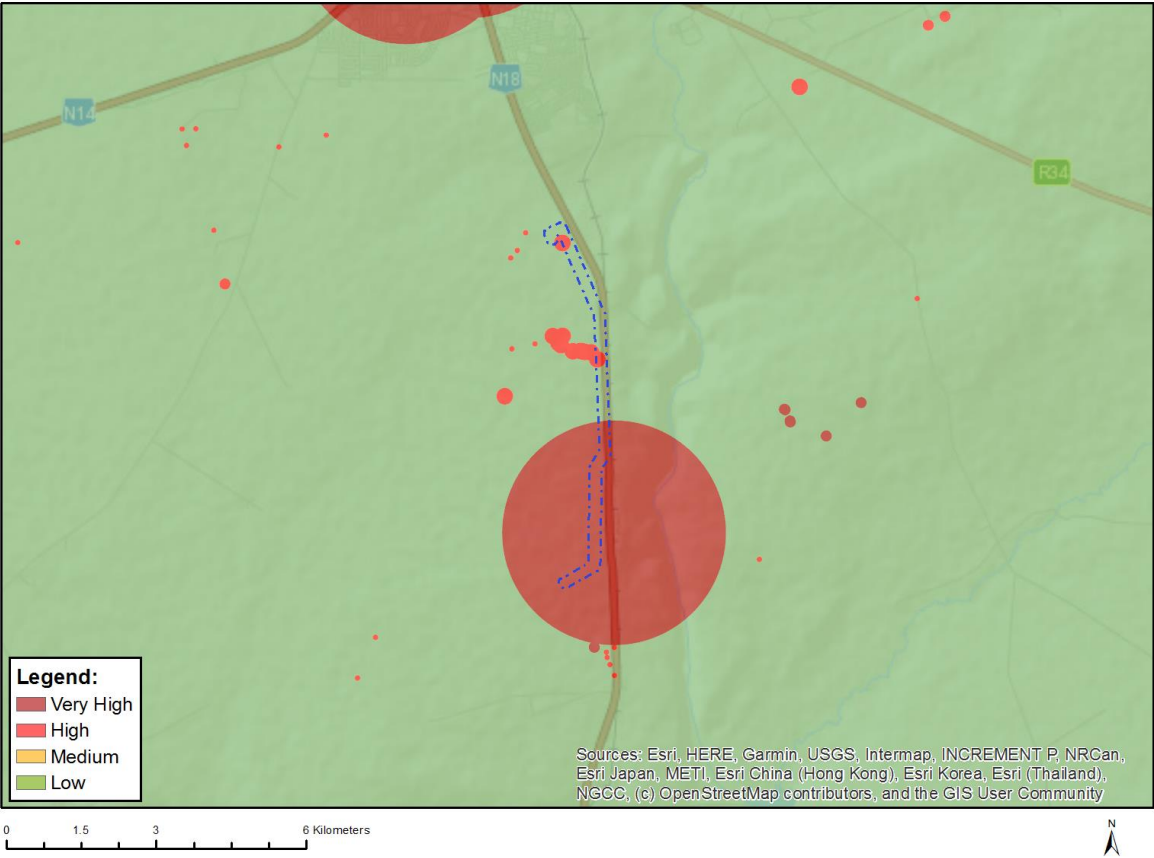 N18
N14
R34
Legend:
Very High
High
Medium
Low
Sources: Esri, HERE, Garmin, USGS, Intermap, INCREMENT P, NRCan,
Esri Japan, METI, Esri China (Hong Kong), Esri Korea, Esri (Thailand),
NGCC, (c) OpenStreetMap contributors, and the GIS User Community
0 1.5 3 6 Kilometers
N